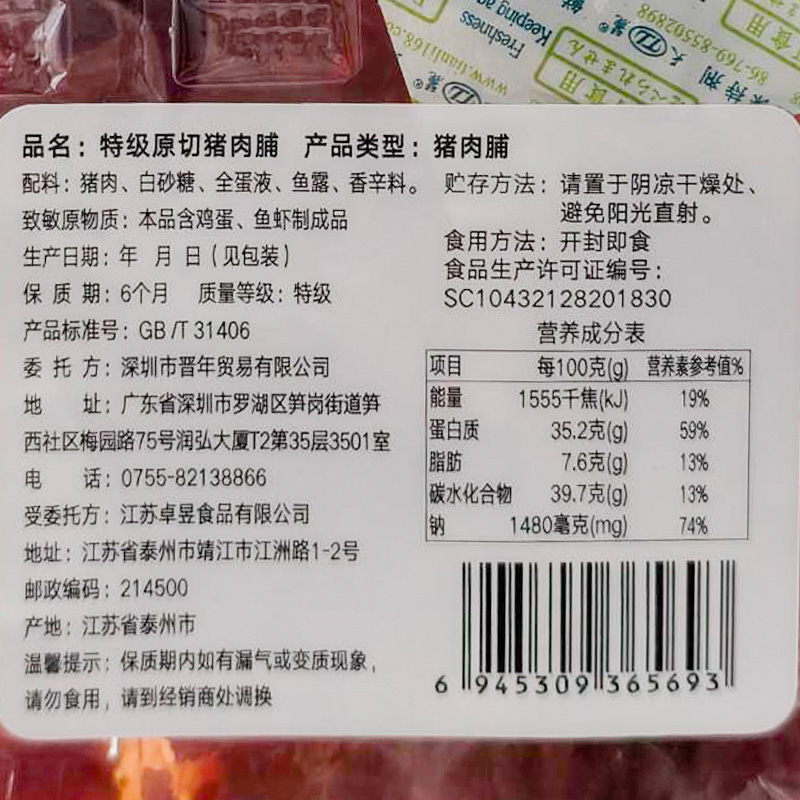 Freshness
Keeping ag
www.tianli168.co
86-769-85502898
品名：特级原切猪肉脯 产品类型：猪肉脯
配料：猪肉、白砂糖、全蛋液、鱼露、香辛料。
致敏原物质：本品含鸡蛋、鱼虾制成品
生产日期：年 月 日（见包装）
保 质 期：6个月 质量等级：特级
产品标准号：GB/T 31406
委 托 方：深圳市晋年贸易有限公司
地 址：广东省深圳市罗湖区笋岗街道笋
西社区梅园路75号润弘大厦T2第35层3501室
电 话：0755-82138866
受委托方：江苏卓昱食品有限公司
地址：江苏省泰州市靖江市江洲路1-2号
邮政编码：214500
产地：江苏省泰州市
温馨提示：保质期内如有漏气或变质现象，
请勿食用，请到经销商处调换
贮存方法：请置于阴凉干燥处、
避免阳光直射。
食用方法：开封即食
食品生产许可证编号：
SC10432128201830
营养成分表
项目 每100克(g) 营养素参考值%
能量 1555千焦(kJ) 19%
蛋白质 35.2克(g) 59%
脂肪 7.6克(g) 13%
碳水化合物 39.7克(g) 13%
钠 1480毫克(mg) 74%
6 945309 365693